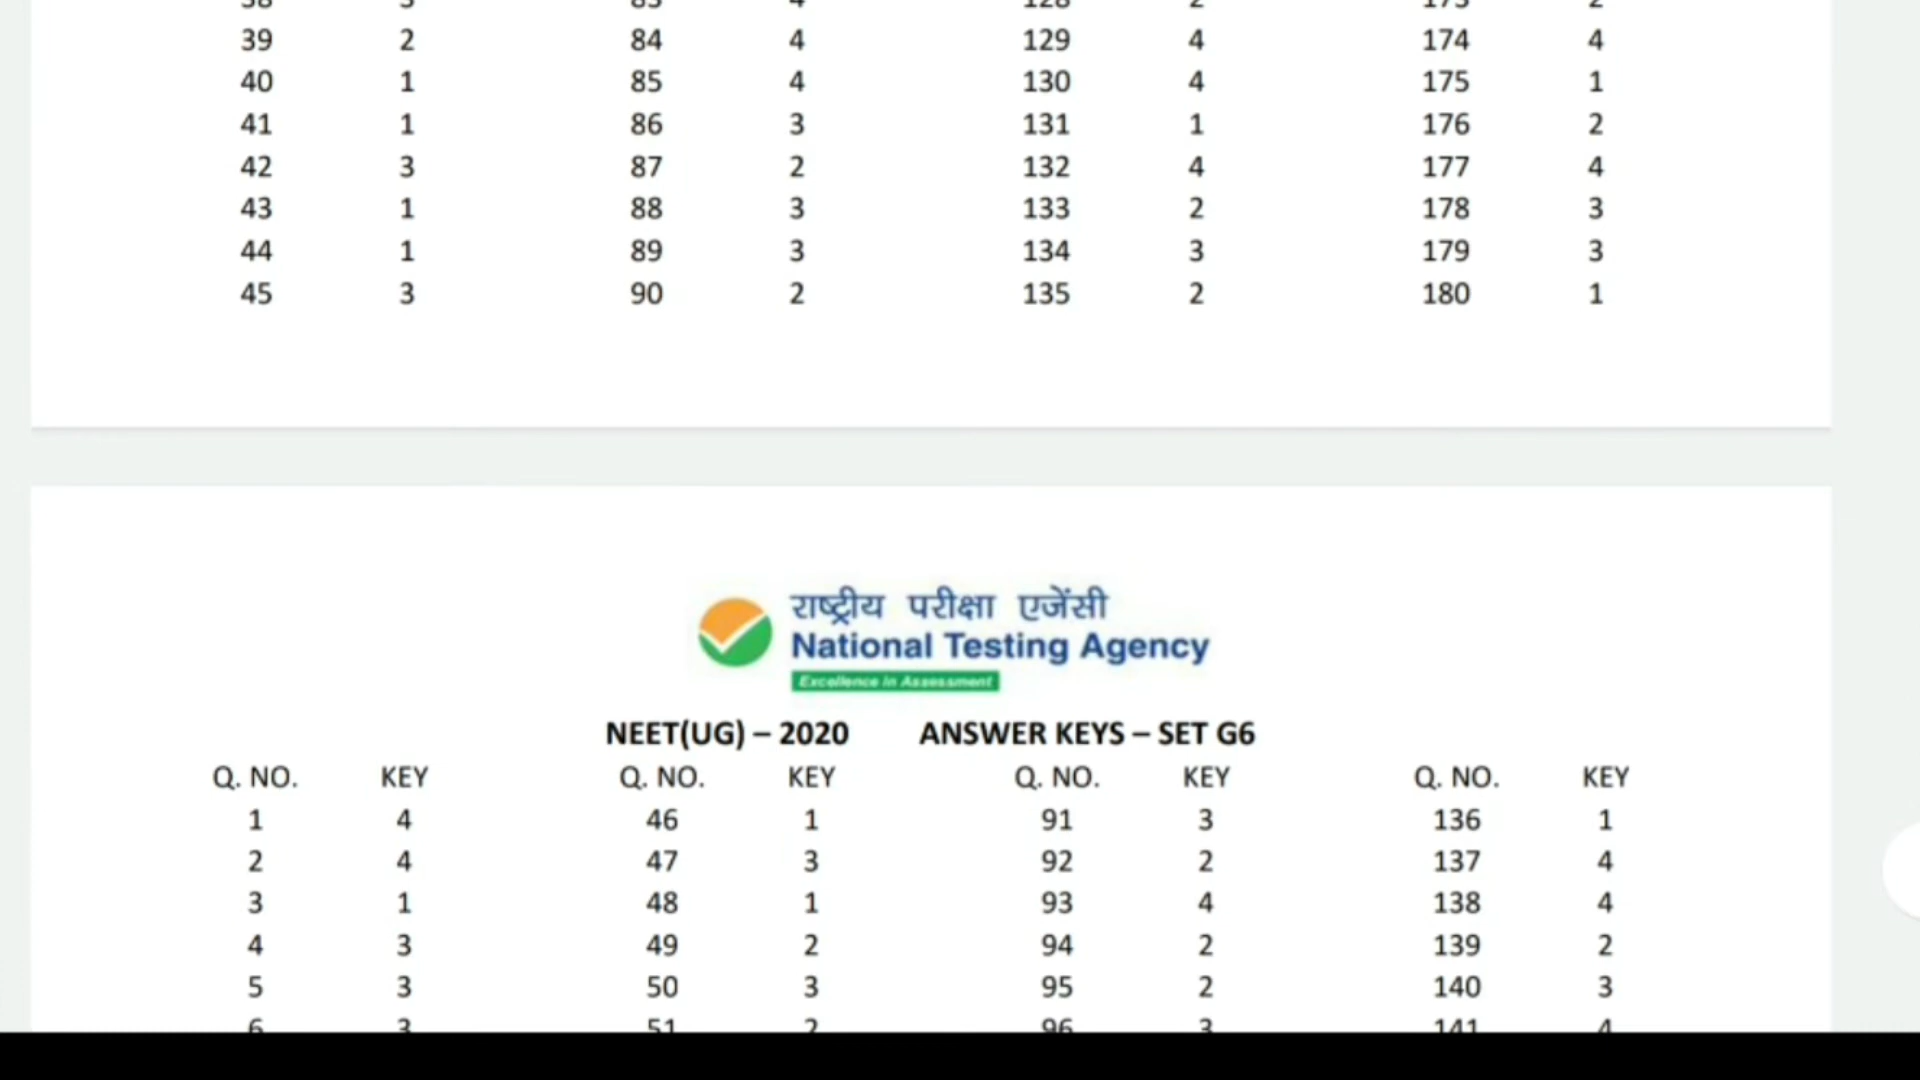 38 3 83 4 128 2 173 2
39 2 84 4 129 4 174 4
40 1 85 4 130 4 175 1
41 1 86 3 131 1 176 2
42 3 87 2 132 4 177 4
43 1 88 3 133 2 178 3
44 1 89 3 134 3 179 3
45 3 90 2 135 2 180 1
राष्ट्रीय परीक्षा एजेंसी
National Testing Agency
Excellence in Assessment
NEET(UG) – 2020 ANSWER KEYS – SET G6
Q. NO. KEY Q. NO. KEY Q. NO. KEY Q. NO. KEY
1 4 46 1 91 3 136 1
2 4 47 3 92 2 137 4
3 1 48 1 93 4 138 4
4 3 49 2 94 2 139 2
5 3 50 3 95 2 140 3
6 3 51 2 96 3 141 4